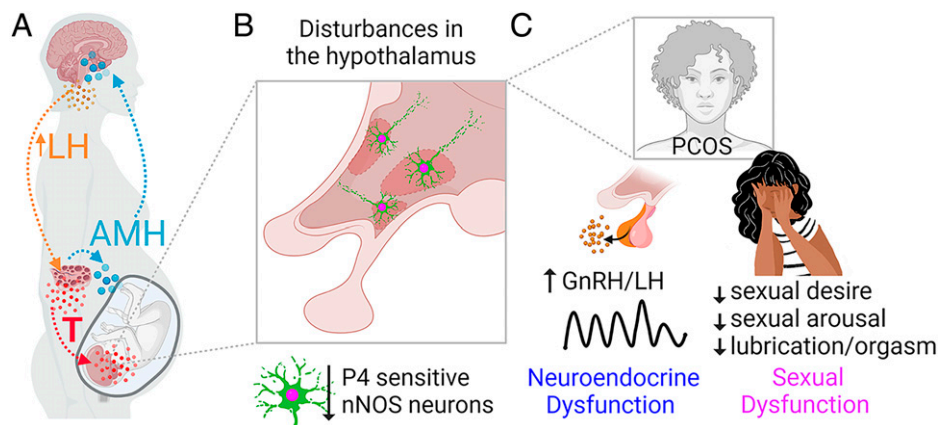 A
↑LH
AMH
T
B
Disturbances in
the hypothalamus
↓ P4 sensitive
nNOS neurons
C
PCOS
↑ GnRH/LH
Neuroendocrine
Dysfunction
↓ sexual desire
↓ sexual arousal
↓ lubrication/orgasm
Sexual
Dysfunction